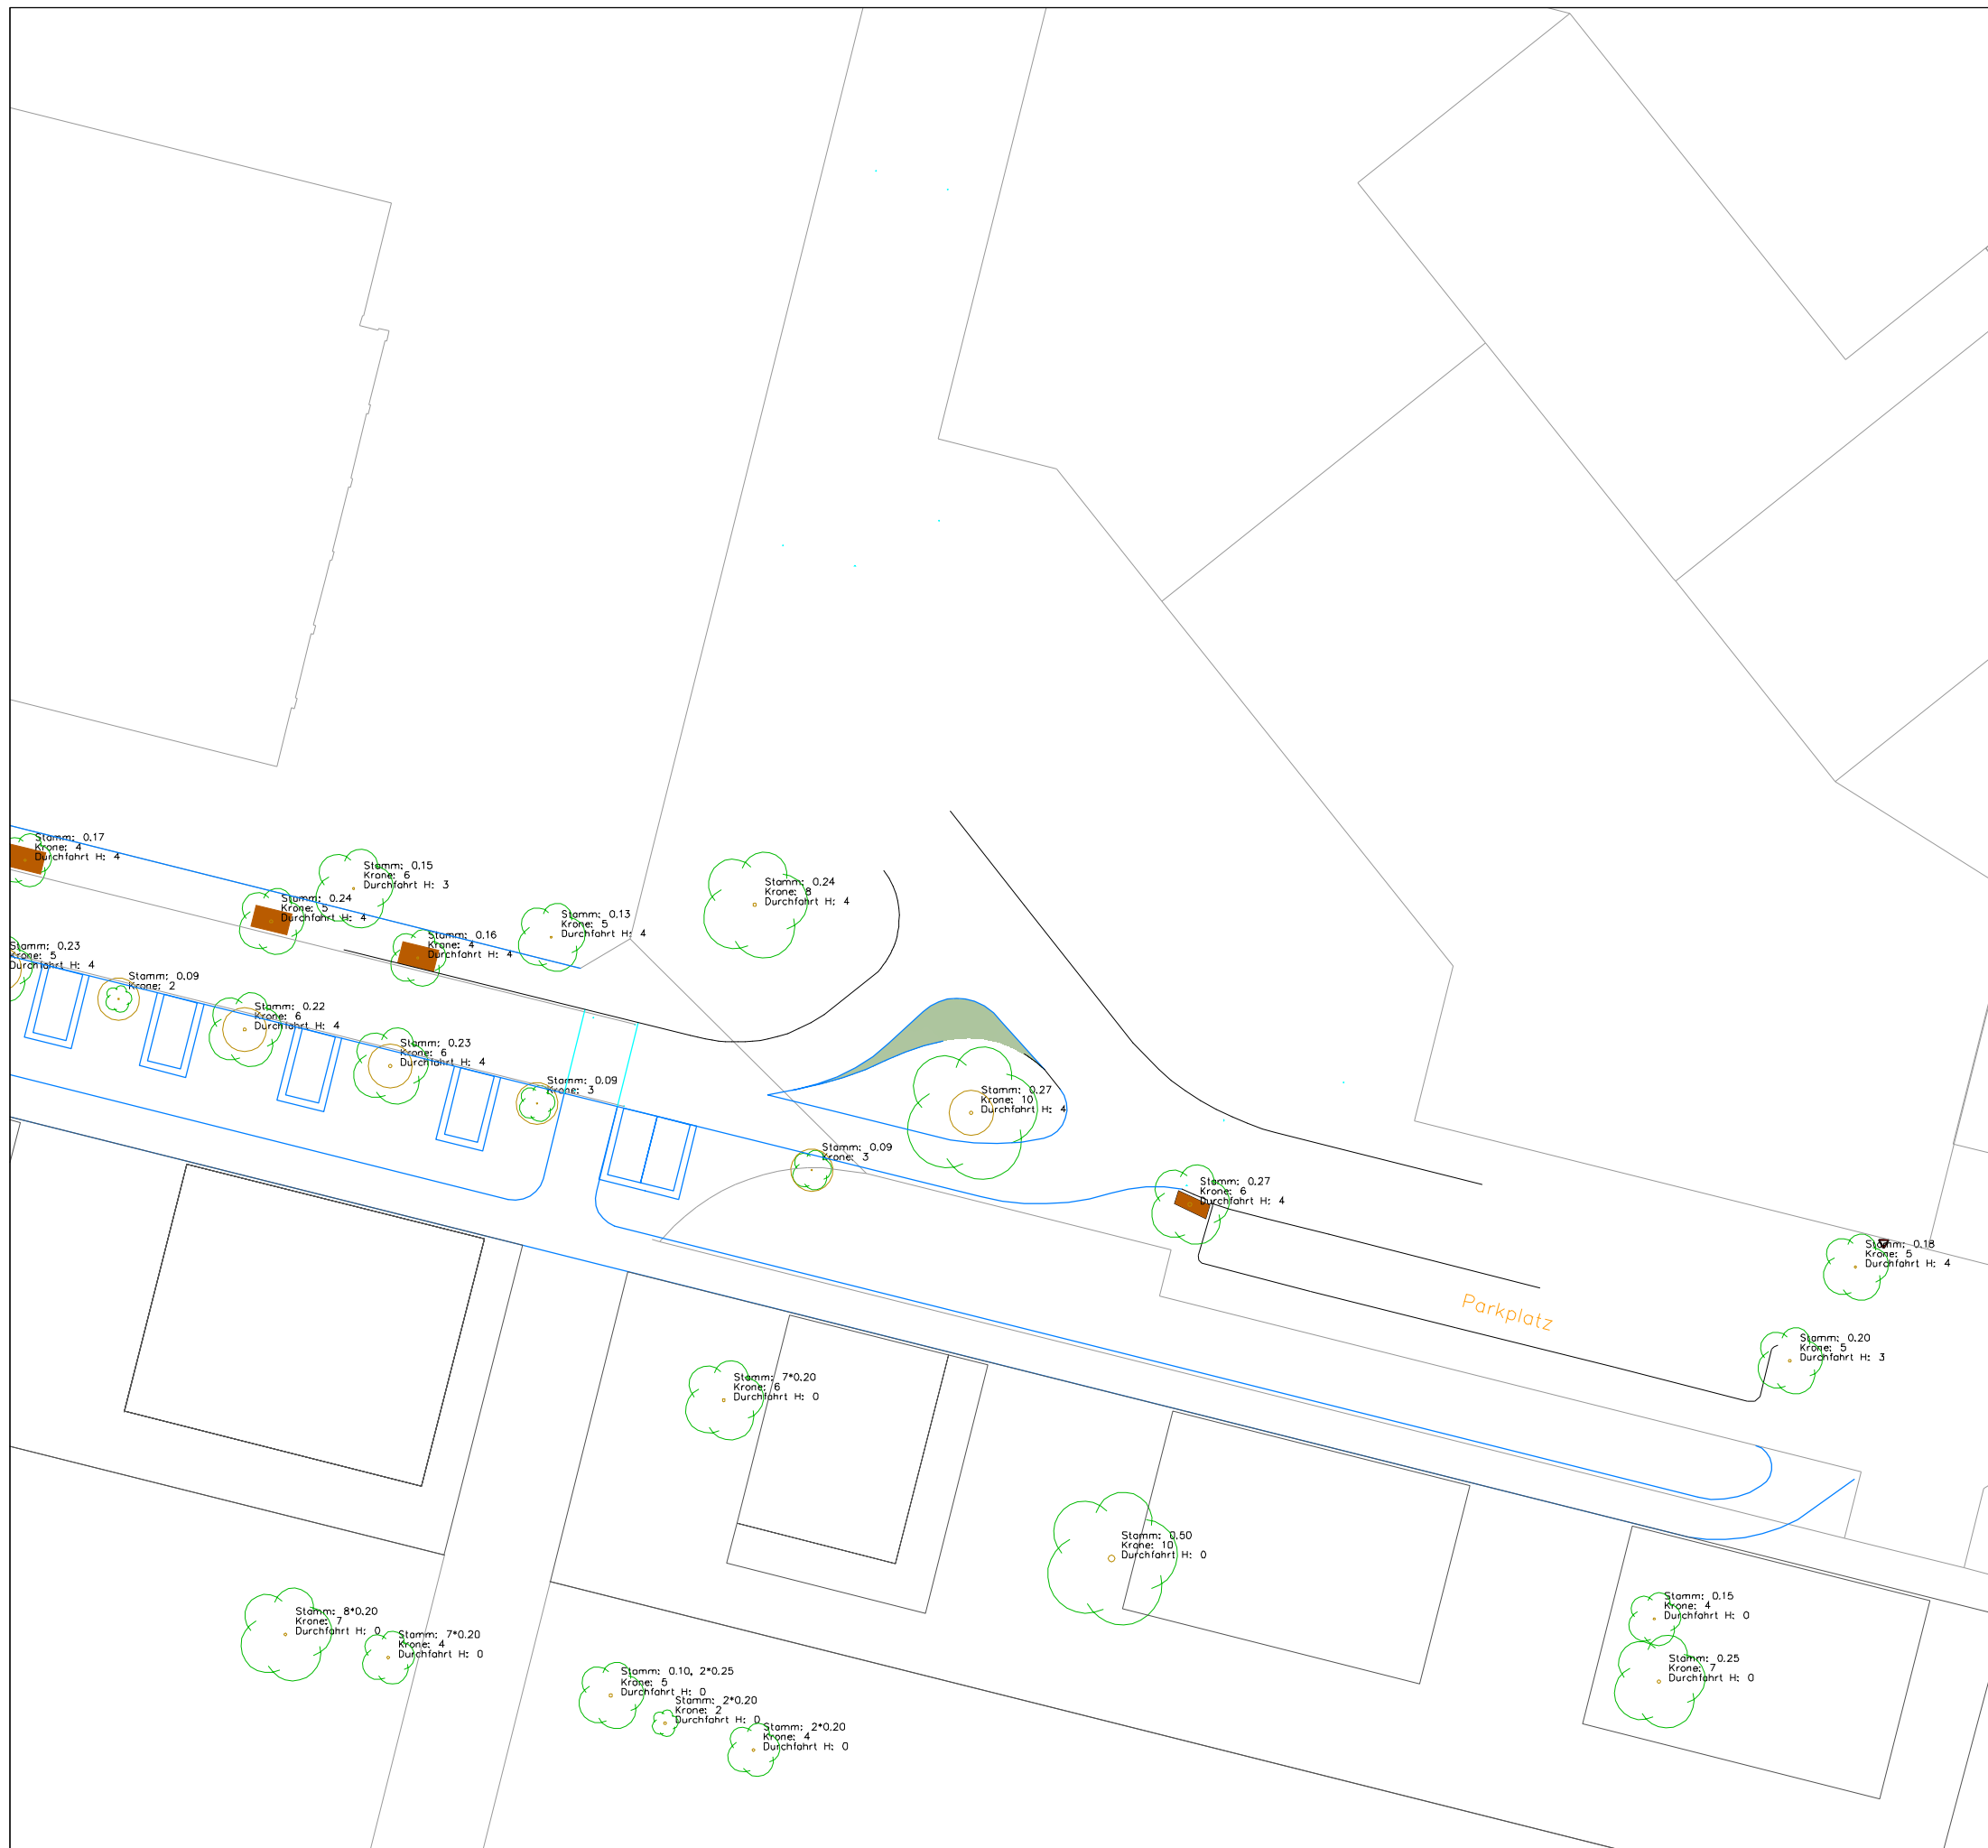 Stamm: 0.17
Krone: 4
Durchfahrt H: 4
Stamm: 0.15
Krone: 6
Durchfahrt H: 3
Stamm: 0.24
Krone: 5
Durchfahrt H: 4
Stamm: 0.24
Krone: 8
Durchfahrt H: 4
Stamm: 0.13
Krone: 5
Durchfahrt H: 4
Stamm: 0.16
Krone: 4
Durchfahrt H: 4
Stamm: 0.23
Krone: 5
Durchfahrt H: 4
Stamm: 0.09
Krone: 2
Stamm: 0.22
Krone: 6
Durchfahrt H: 4
Stamm: 0.23
Krone: 6
Durchfahrt H: 4
Stamm: 0.09
Krone: 3
Stamm: 0.27
Krone: 10
Durchfahrt H: 4
Stamm: 0.09
Krone: 3
Stamm: 0.27
Krone: 6
Durchfahrt H: 4
Stamm: 0.18
Krone: 5
Durchfahrt H: 4
Parkplatz
Stamm: 0.20
Krone: 5
Durchfahrt H: 3
Stamm: 7*0.20
Krone: 6
Durchfahrt H: 0
Stamm: 0.50
Krone: 10
Durchfahrt H: 0
Stamm: 0.15
Krone: 4
Durchfahrt H: 0
Stamm: 8*0.20
Krone: 7
Durchfahrt H: 0
Stamm: 7*0.20
Krone: 4
Durchfahrt H: 0
Stamm: 0.25
Krone: 7
Durchfahrt H: 0
Stamm: 0.10, 2*0.25
Krone: 5
Durchfahrt H: 0
Stamm: 2*0.20
Krone: 2
Durchfahrt H: 0
Stamm: 2*0.20
Krone: 4
Durchfahrt H: 0